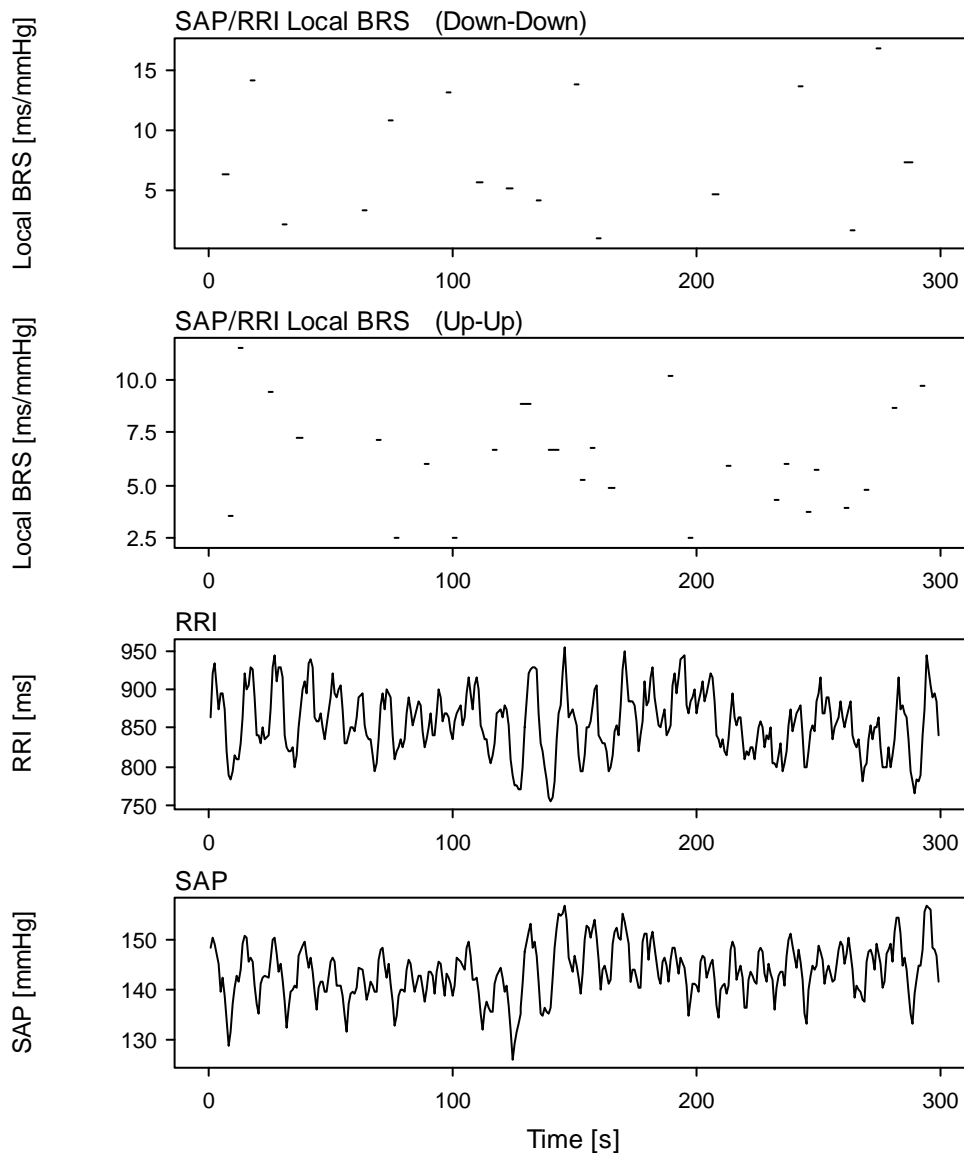 SAP/RRI Local BRS (Down-Down)
Local BRS [ms/mmHg]
15
10
5
0 100 200 300
SAP/RRI Local BRS (Up-Up)
Local BRS [ms/mmHg]
10.0
7.5
5.0
2.5
0 100 200 300
RRI
RRI [ms]
950
900
850
800
750
0 100 200 300
SAP
SAP [mmHg]
150
140
130
0 100 200 300
Time [s]